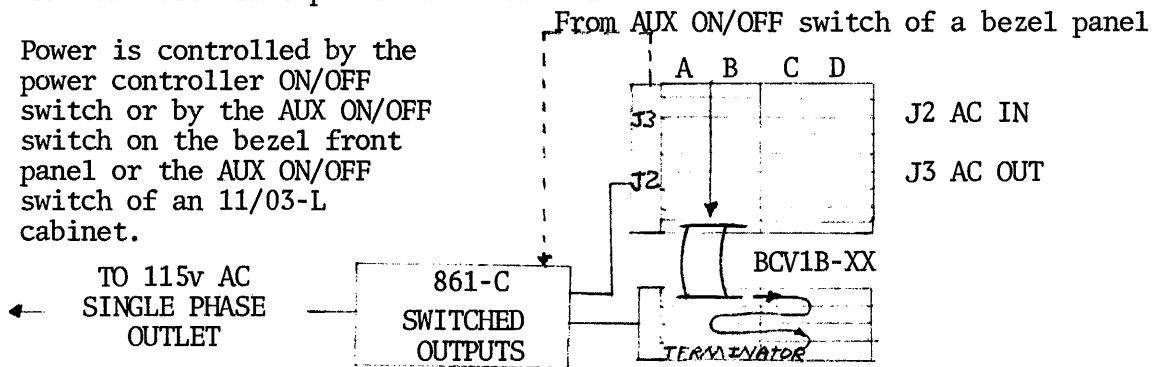 From AUX ON/OFF switch of a bezel panel
Power is controlled by the
power controller ON/OFF
switch or by the AUX ON/OFF
switch on the bezel front
panel or the AUX ON/OFF
switch of an 11/03-L
cabinet.
A B C D
J3
J2 AC IN
J2
J3 AC OUT
BCV1B-XX
TO 115v AC
SINGLE PHASE
OUTLET
861-C
SWITCHED
OUTPUTS
TERMINATOR